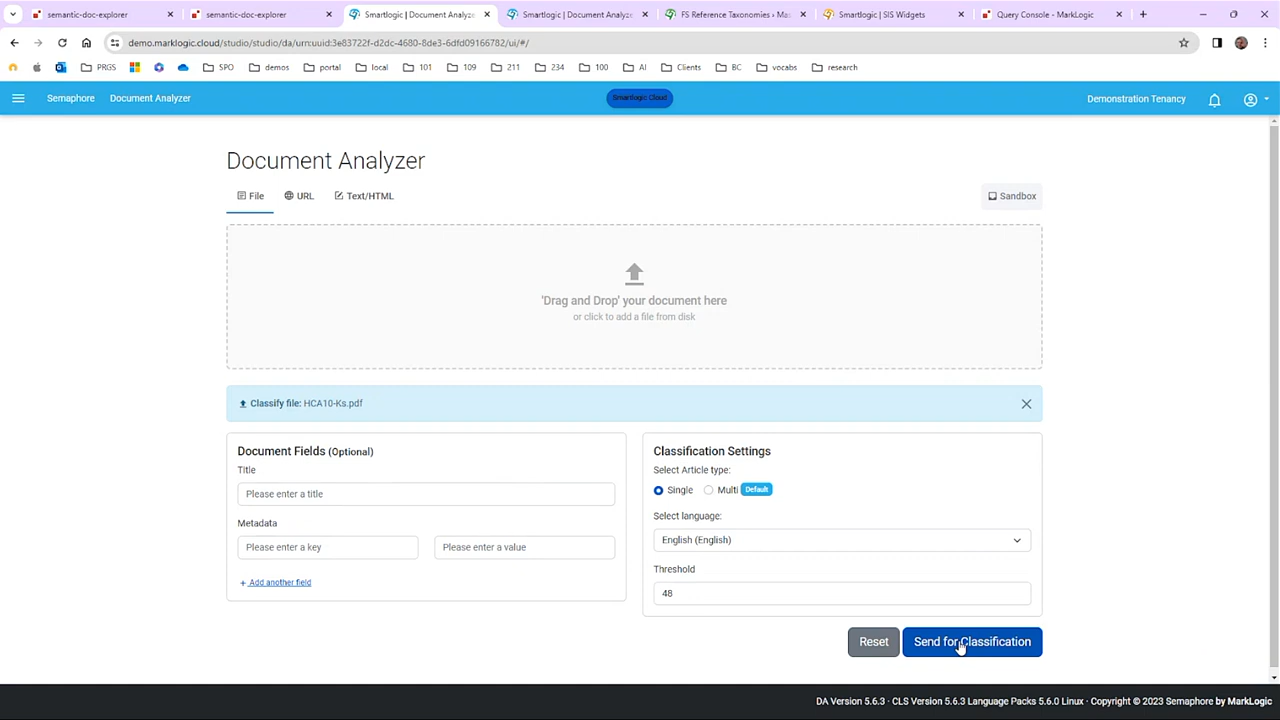 semantic-doc-explorer
semantic-doc-explorer
Smartlogic | Document Analyze
Smartlogic | Document Analyze
FS Reference Taxonomies › Ma
Smartlogic | SIS Widgets
Query Console - MarkLogic
demo.marklogic.cloud/studio/studio/da/urn:uuid:3e83722f-d2dc-4680-8de3-6dfd09166782/ui/#/
PRGS
SPO
demos
portal
local
101
109
211
234
100
AI
Clients
BC
vocabs
research
Semaphore
Document Analyzer
Smartlogic Cloud
Demonstration Tenancy
Document Analyzer
File
URL
Text/HTML
Sandbox
'Drag and Drop' your document here
or click to add a file from disk
Classify file: HCA10-Ks.pdf
Document Fields (Optional)
Title
Please enter a title
Metadata
Please enter a key
Please enter a value
+ Add another field
Classification Settings
Select Article type:
Single
Multi Default
Select language:
English (English)
Threshold
48
Reset
Send for Classification
DA Version 5.6.3 · CLS Version 5.6.3 Language Packs 5.6.0 Linux · Copyright © 2023 Semaphore by MarkLogic